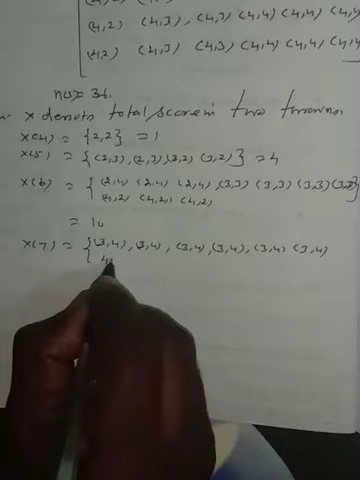 (4,2) (4,3), (4,3) (4,4) (4,4) (4,4
(4,2) (4,3) (4,3) (4,4) (4,4) (4,4
n(s) = 36.
x denotes total score in two
x(4) = {2,2} = 1
x(5) = {(2,3), (2,3), (3,2) (3,2)} = 4
x(6) = {(2,4) (2,4) (2,4), (3,3) (3,3) (3,3) (3,3)
(4,2) (4,2) (4,2)
= 10
x(7) = {(3,4), (3,4), (3,4), (3,4), (3,4) (3,4)